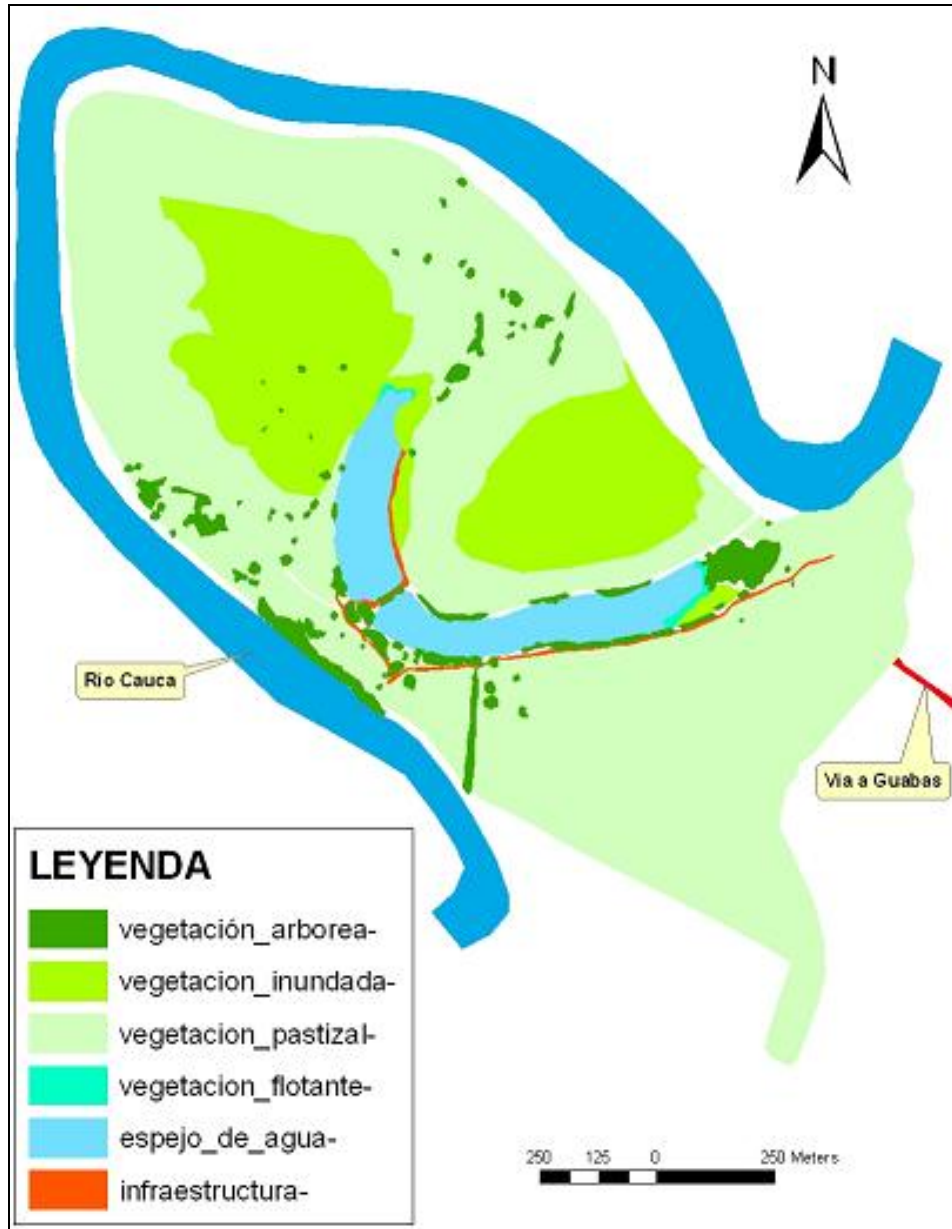 N
Rio Cauca
Via a Guabas
LEYENDA
vegetación_arborea-
vegetacion_inundada-
vegetacion_pastizal-
vegetacion_flotante-
espejo_de_agua-
infraestructura-
250 125 0 250 Meters